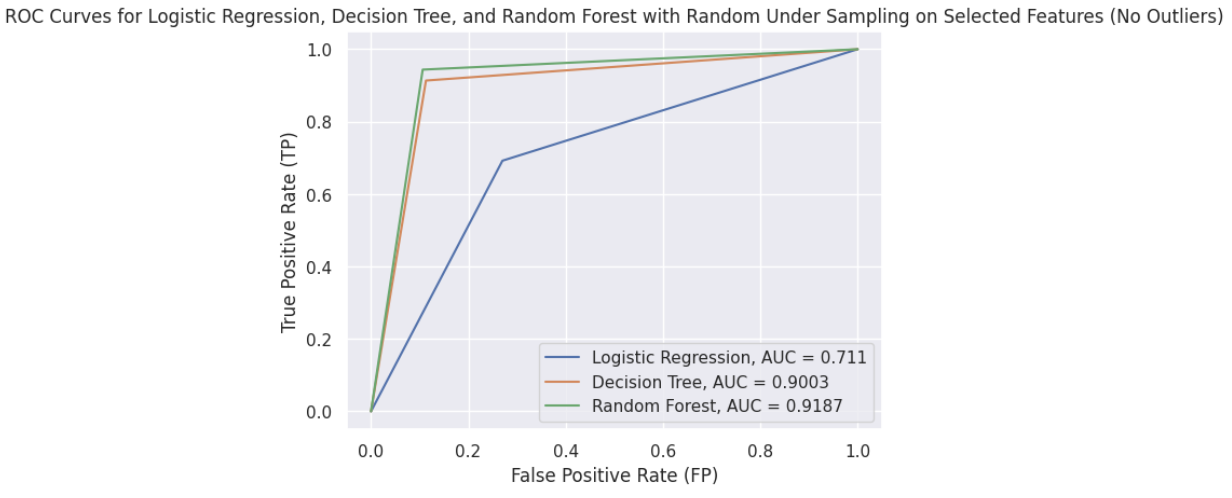 ROC Curves for Logistic Regression, Decision Tree, and Random Forest with Random Under Sampling on Selected Features (No Outliers)
True Positive Rate (TP)
1.0
0.8
0.6
0.4
0.2
0.0
Logistic Regression, AUC = 0.711
Decision Tree, AUC = 0.9003
Random Forest, AUC = 0.9187
0.0 0.2 0.4 0.6 0.8 1.0
False Positive Rate (FP)